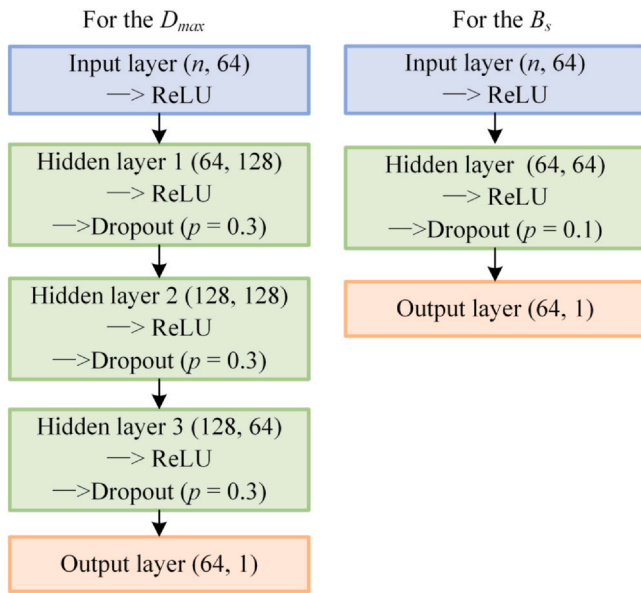 For the Dmax
Input layer (n, 64)
—> ReLU
Hidden layer 1 (64, 128)
—> ReLU
—>Dropout (p = 0.3)
Hidden layer 2 (128, 128)
—> ReLU
—>Dropout (p = 0.3)
Hidden layer 3 (128, 64)
—> ReLU
—>Dropout (p = 0.3)
Output layer (64, 1)
For the Bs
Input layer (n, 64)
—> ReLU
Hidden layer  (64, 64)
—> ReLU
—>Dropout (p = 0.1)
Output layer (64, 1)